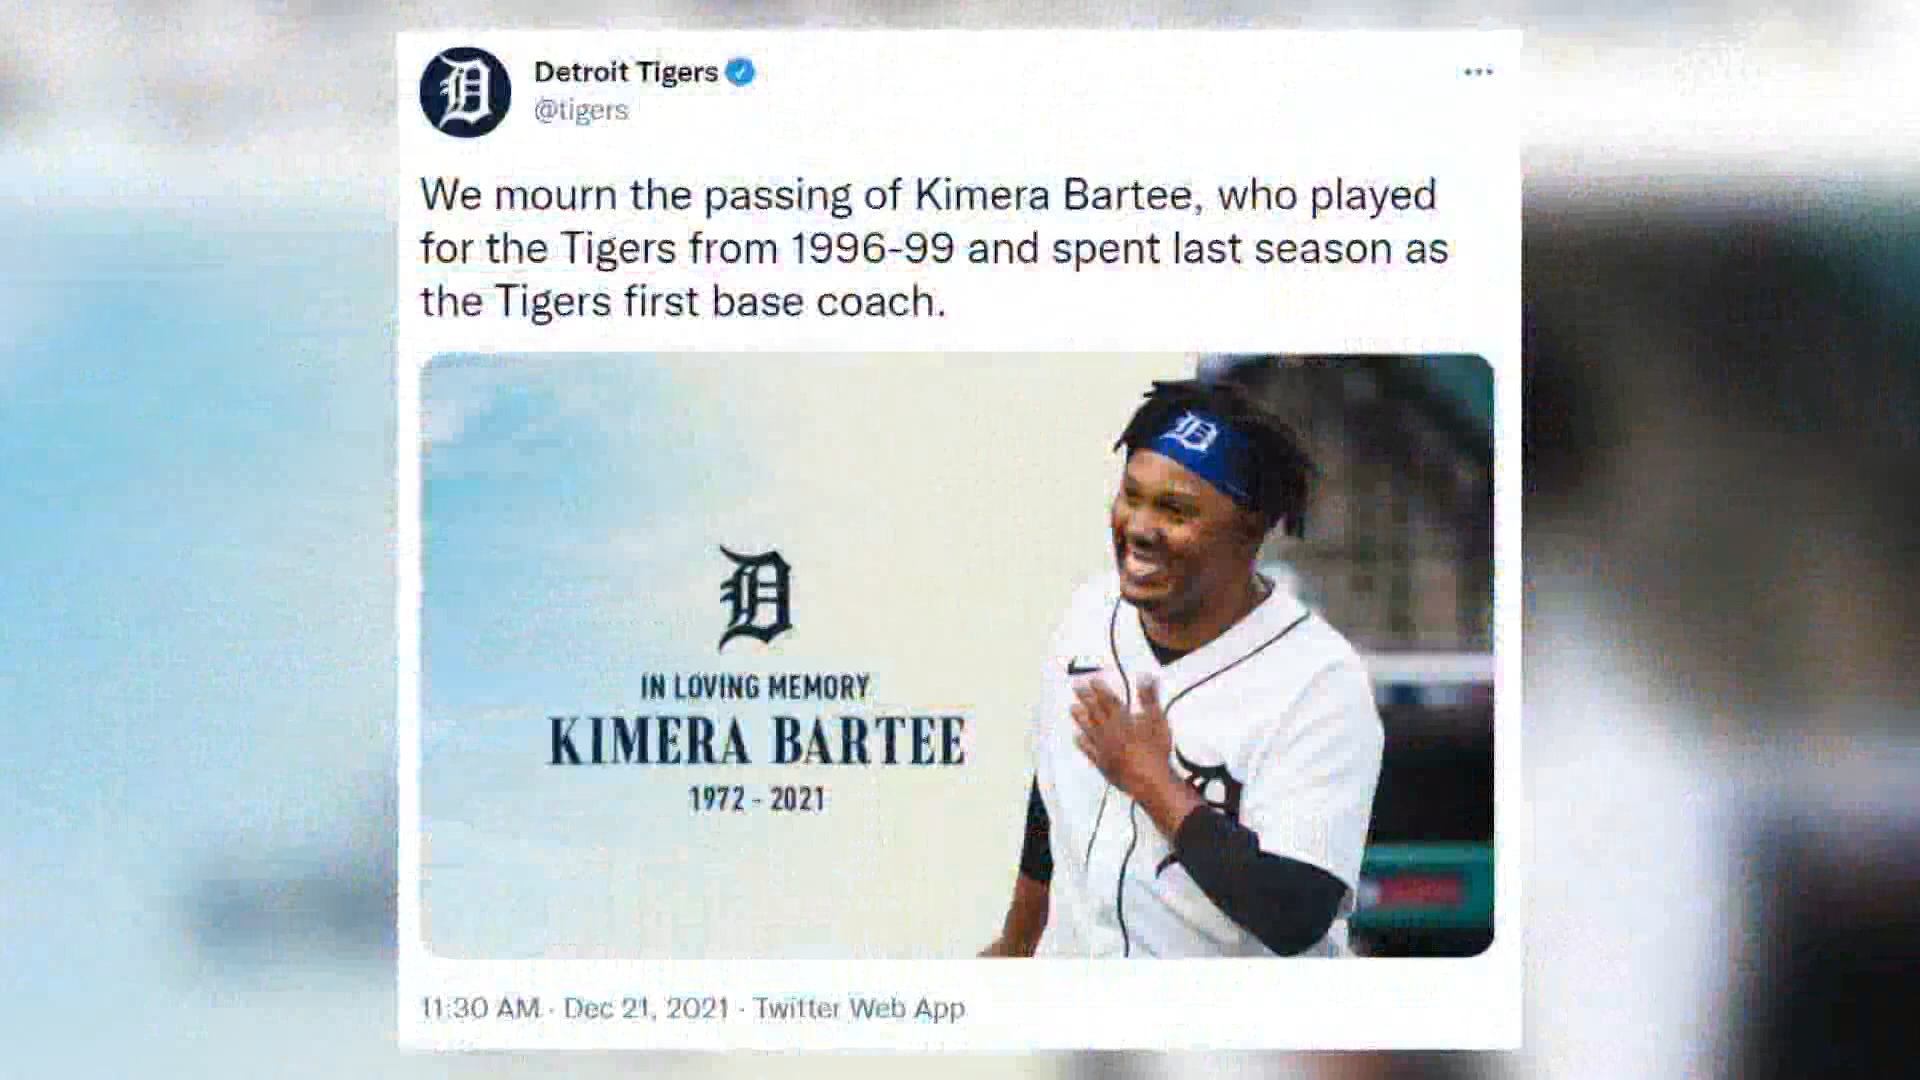 Detroit Tigers
@tigers
We mourn the passing of Kimera Bartee, who played
for the Tigers from 1996-99 and spent last season as
the Tigers first base coach.
D
IN LOVING MEMORY
KIMERA BARTEE
1972 - 2021
11:30 AM · Dec 21, 2021 · Twitter Web App